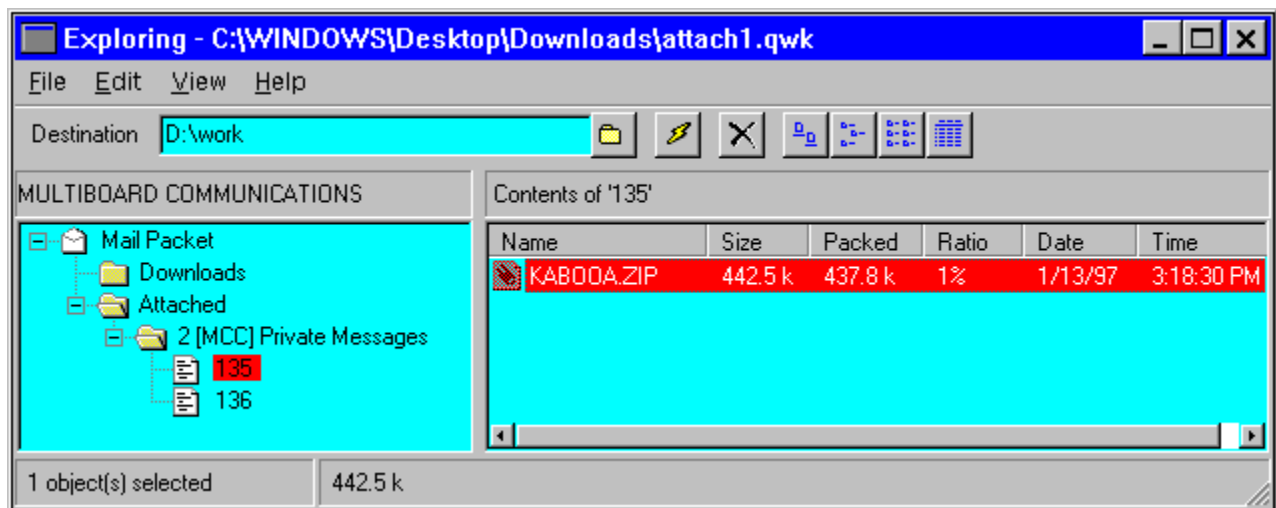 Exploring - C:\WINDOWS\Desktop\Downloads\attach1.qwk
File Edit View Help
Destination D:\work
MULTIBOARD COMMUNICATIONS
Contents of '135'
Mail Packet
Downloads
Attached
2 [MCC] Private Messages
135
136
Name Size Packed Ratio Date Time
KABOOA.ZIP 442.5 k 437.8 k 1% 1/13/97 3:18:30 PM
1 object(s) selected 442.5 k